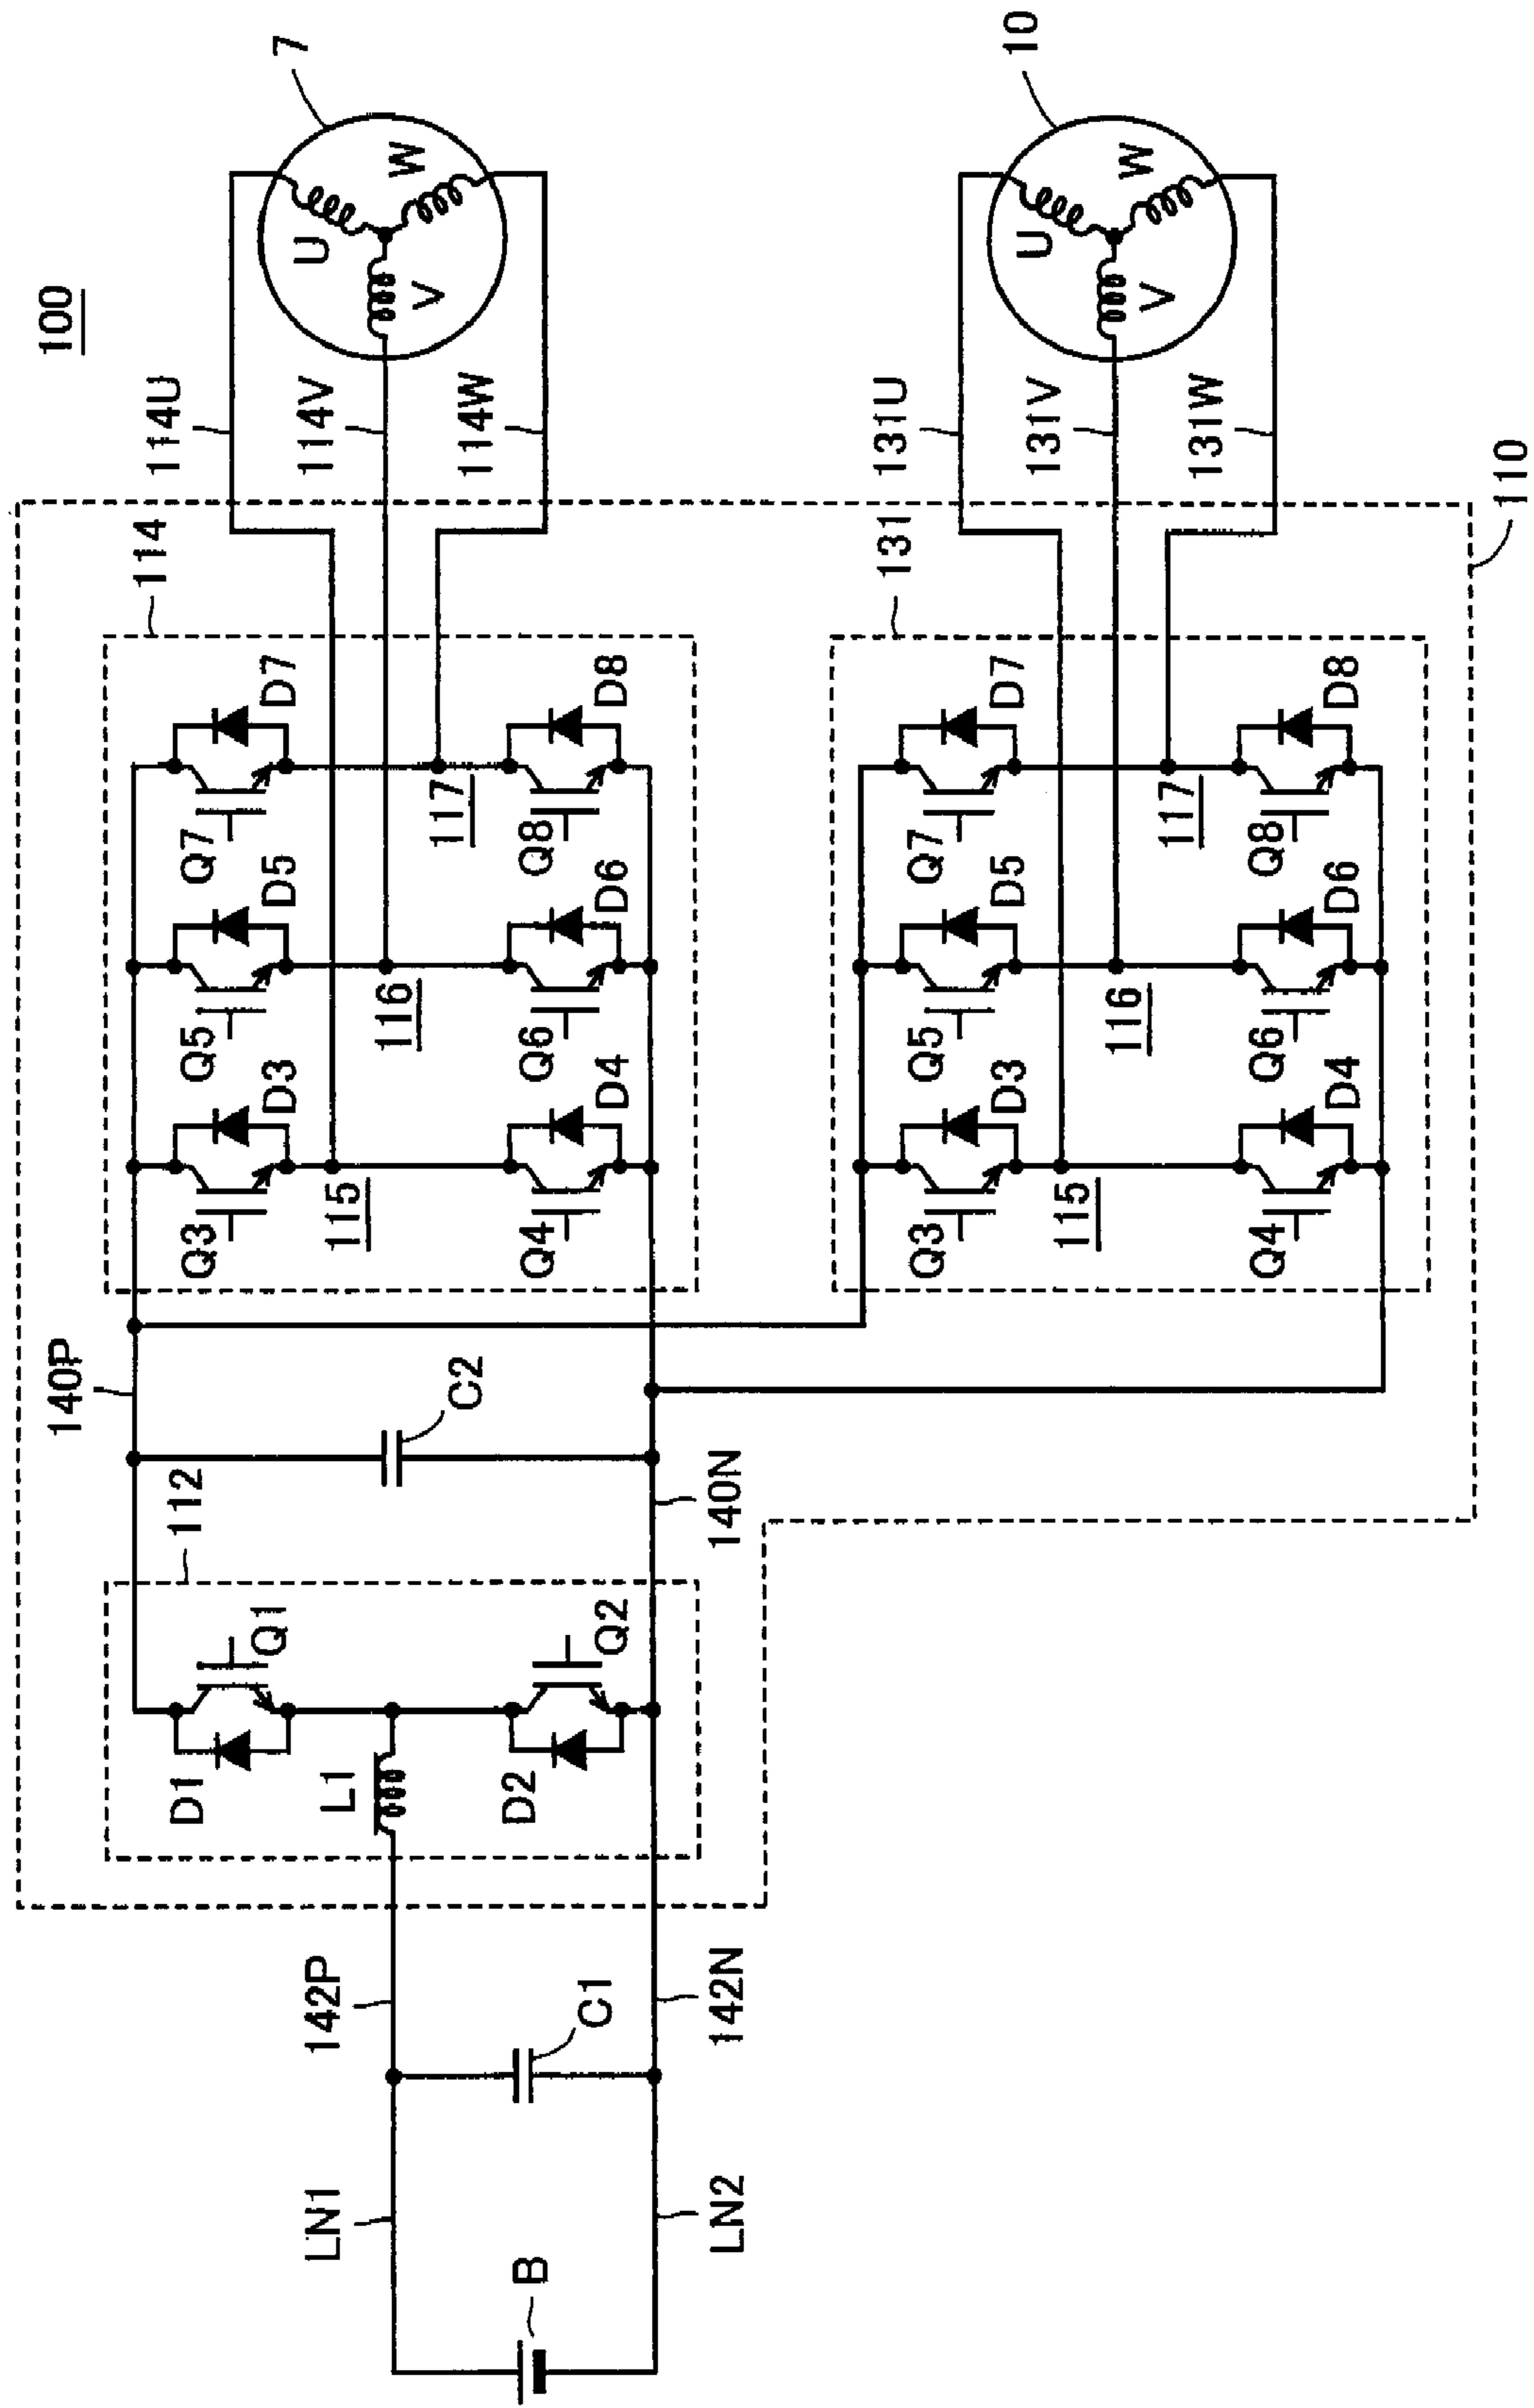 100
114U
114V
114W
7
U
V
W
131U
131V
131W
10
U
V
W
110
114
Q3
D3
Q5
D5
Q7
D7
115
116
117
Q4
D4
Q6
D6
Q8
D8
131
Q3
D3
Q5
D5
Q7
D7
115
116
117
Q4
D4
Q6
D6
Q8
D8
140P
C2
140N
112
D1
Q1
L1
D2
Q2
142P
C1
142N
LN1
B
LN2